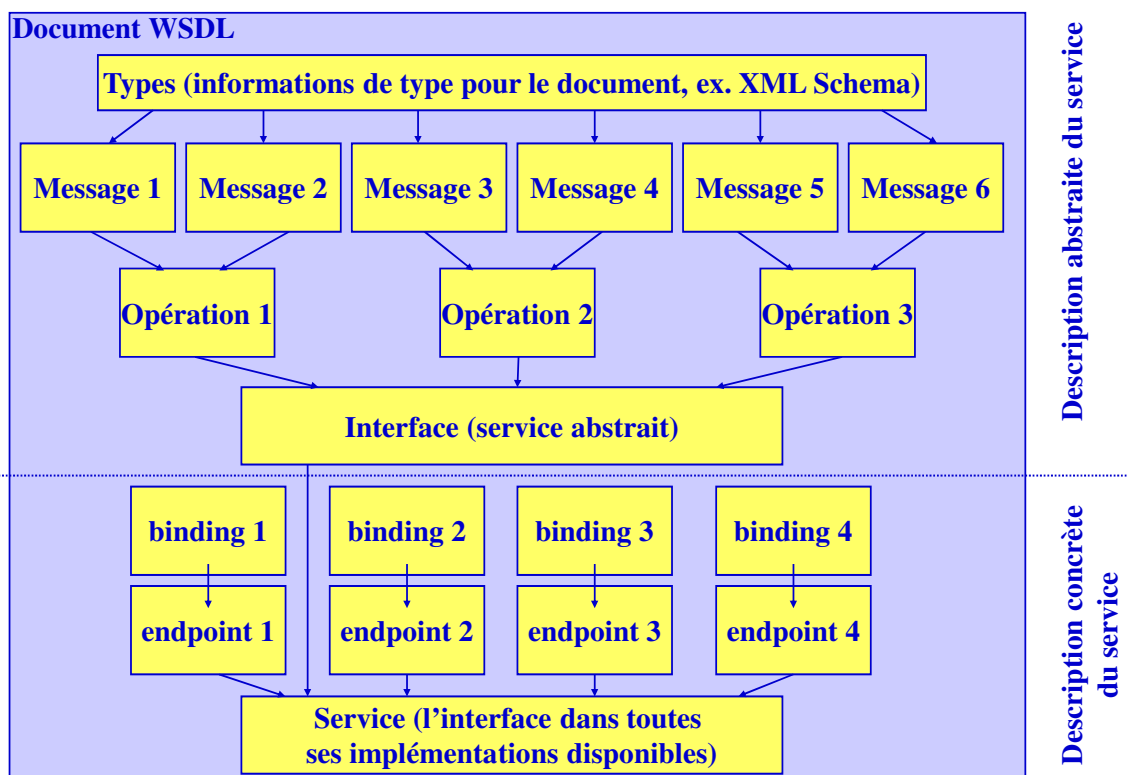 Document WSDL
Types (informations de type pour le document, ex. XML Schema)
Message 1
Message 2
Message 3
Message 4
Message 5
Message 6
Opération 1
Opération 2
Opération 3
Interface (service abstrait)
Description abstraite du service
binding 1
binding 2
binding 3
binding 4
endpoint 1
endpoint 2
endpoint 3
endpoint 4
Service (l’interface dans toutes
ses implémentations disponibles)
Description concrète
du service